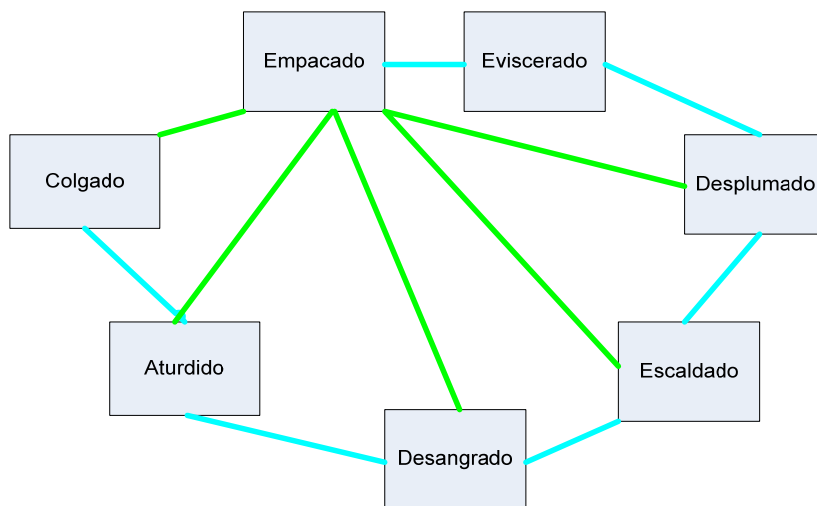 Empacado
Eviscerado
Colgado
Desplumado
Aturdido
Escaldado
Desangrado